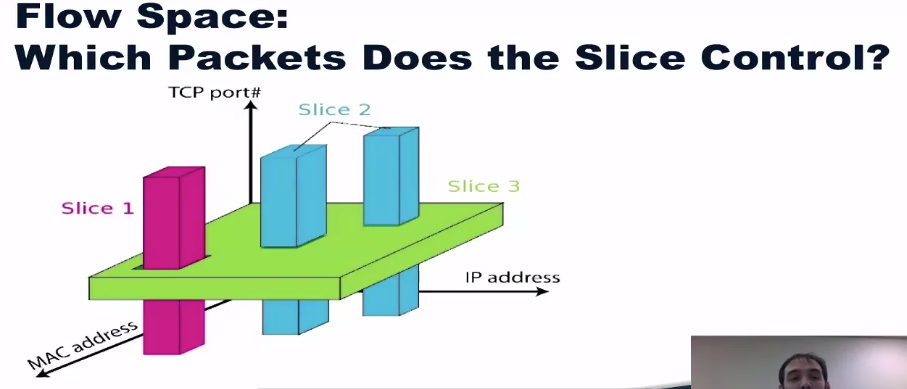 Flow Space:
Which Packets Does the Slice Control?
TCP port#
Slice 2
Slice 3
Slice 1
IP address
MAC address